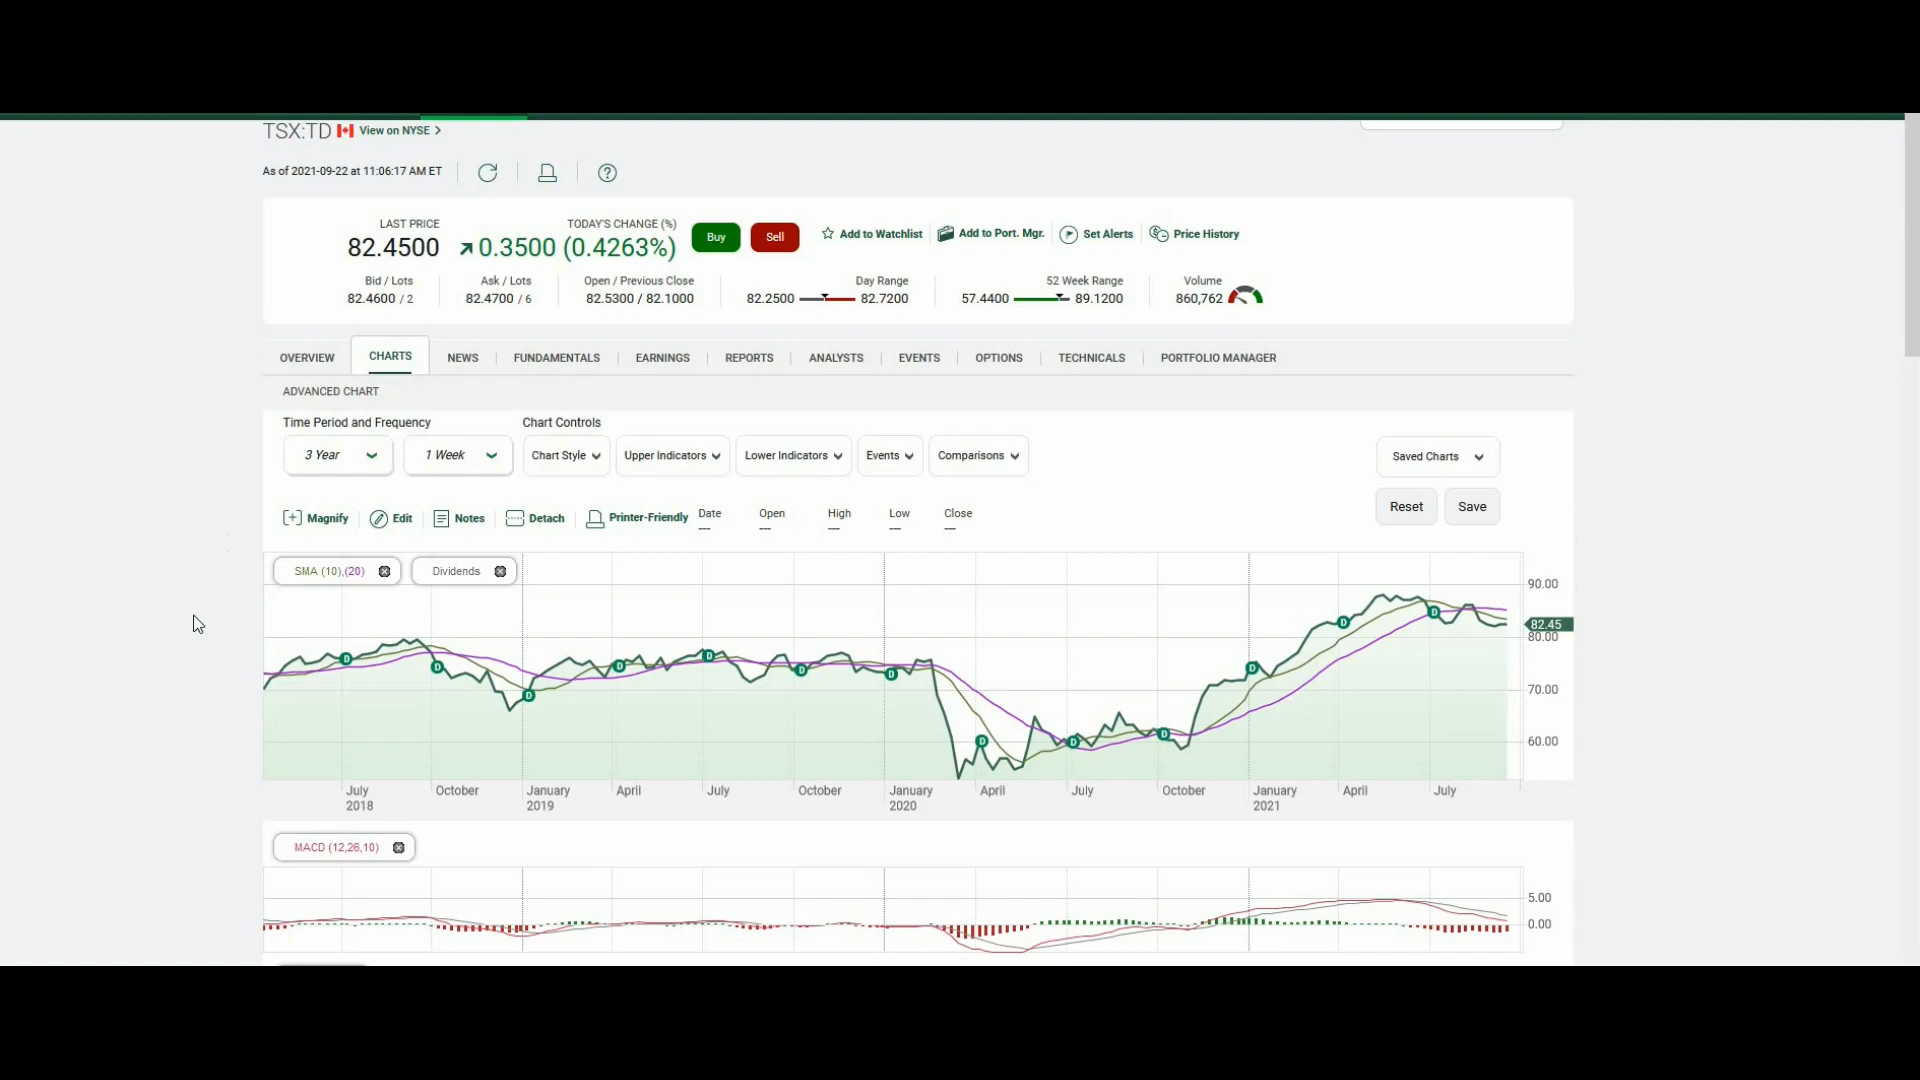 TSX:TD View on NYSE
As of 2021-09-22 at 11:06:17 AM ET
LAST PRICE TODAY'S CHANGE (%)
82.4500 0.3500 (0.4263%) Buy Sell Add to Watchlist Add to Port. Mgr. Set Alerts Price History
Bid / Lots Ask / Lots Open / Previous Close Day Range 52 Week Range Volume
82.4600 / 2 82.4700 / 6 82.5300 / 82.1000 82.2500 82.7200 57.4400 89.1200 860,762
OVERVIEW CHARTS NEWS FUNDAMENTALS EARNINGS REPORTS ANALYSTS EVENTS OPTIONS TECHNICALS PORTFOLIO MANAGER
ADVANCED CHART
Time Period and Frequency Chart Controls
3 Year 1 Week Chart Style Upper Indicators Lower Indicators Events Comparisons Saved Charts
Reset Save
Magnify Edit Notes Detach Printer-Friendly Date Open High Low Close
--- --- --- --- ---
SMA (10),(20) Dividends
90.00
82.45
80.00
70.00
60.00
D D D D D D D D D D D D D
July October January April July October January April July October January April July
2018 2019 2020 2021
MACD (12,26,10)
5.00
0.00